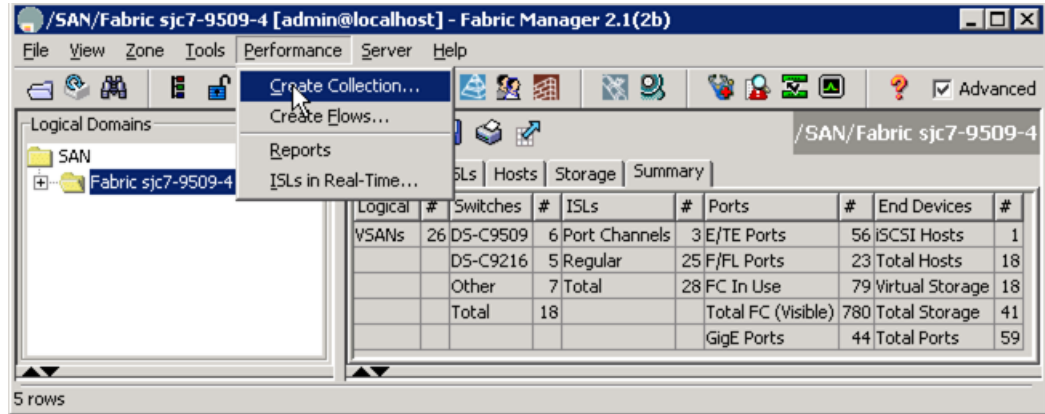 /SAN/Fabric sjc7-9509-4 [admin@localhost] - Fabric Manager 2.1(2b)
File View Zone Tools Performance Server Help
Create Collection...
Create Flows...
Reports
ISLs in Real-Time...
Advanced
Logical Domains
SAN
Fabric sjc7-9509-4
/SAN/Fabric sjc7-9509-4
Hosts Storage Summary
Logical # Switches # ISLs # Ports # End Devices #
VSANs 26 DS-C9509 6 Port Channels 3 E/TE Ports 56 iSCSI Hosts 1
DS-C9216 5 Regular 25 F/FL Ports 23 Total Hosts 18
Other 7 Total 28 FC In Use 79 Virtual Storage 18
Total 18 Total FC (Visible) 780 Total Storage 41
GigE Ports 44 Total Ports 59
5 rows